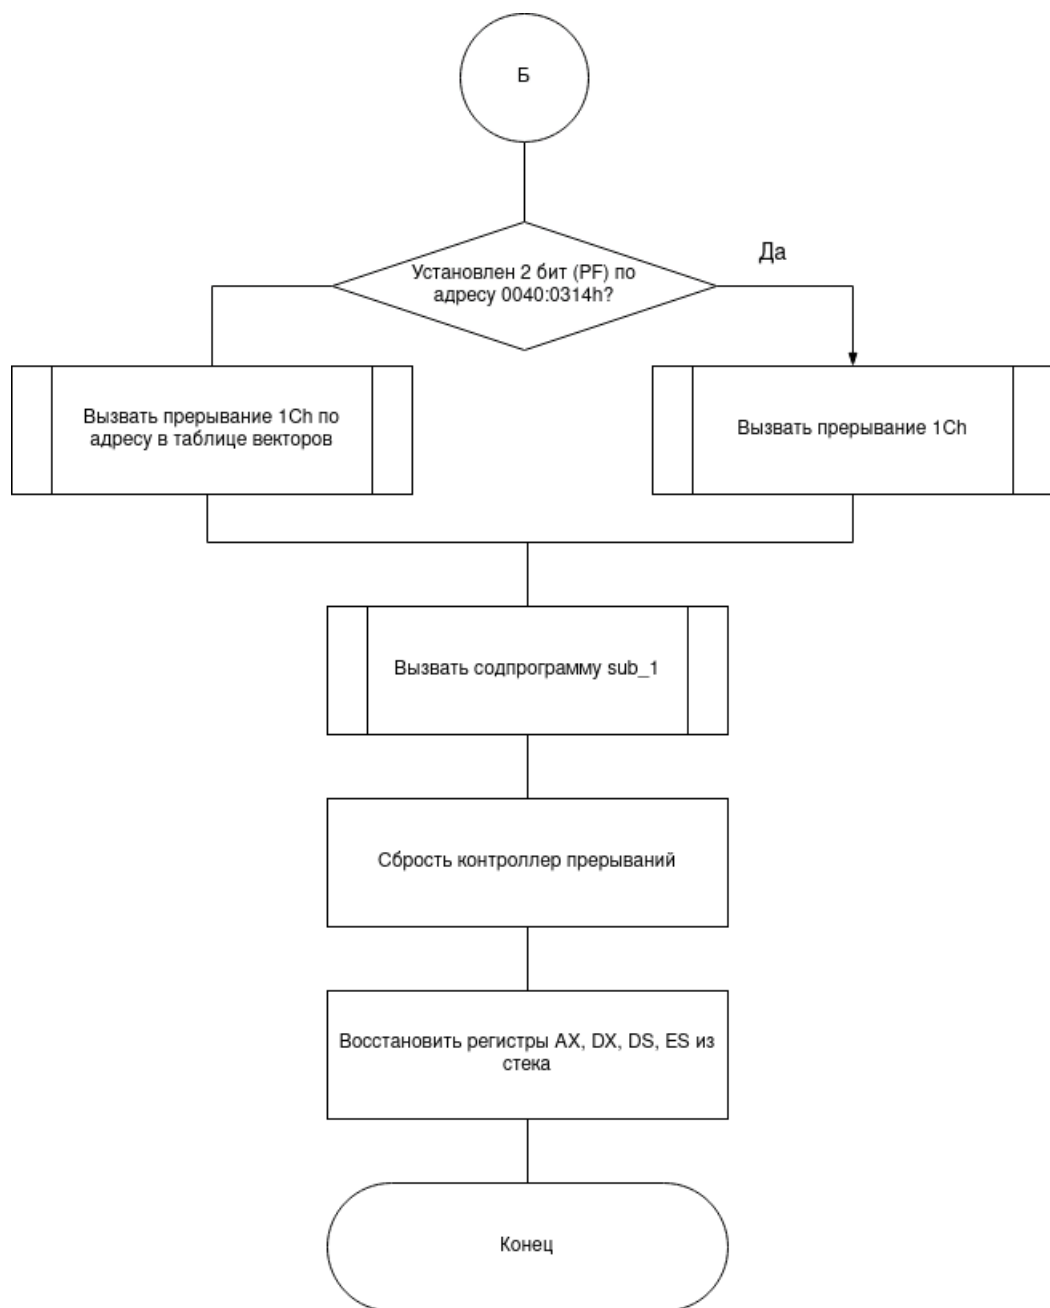 Б
Установлен 2 бит (PF) по
адресу 0040:0314h?
Да
Вызвать прерывание 1Ch по
адресу в таблице векторов
Вызвать прерывание 1Ch
Вызвать содпрограмму sub_1
Сбрость контроллер прерываний
Восстановить регистры AX, DX, DS, ES из
стека
Конец